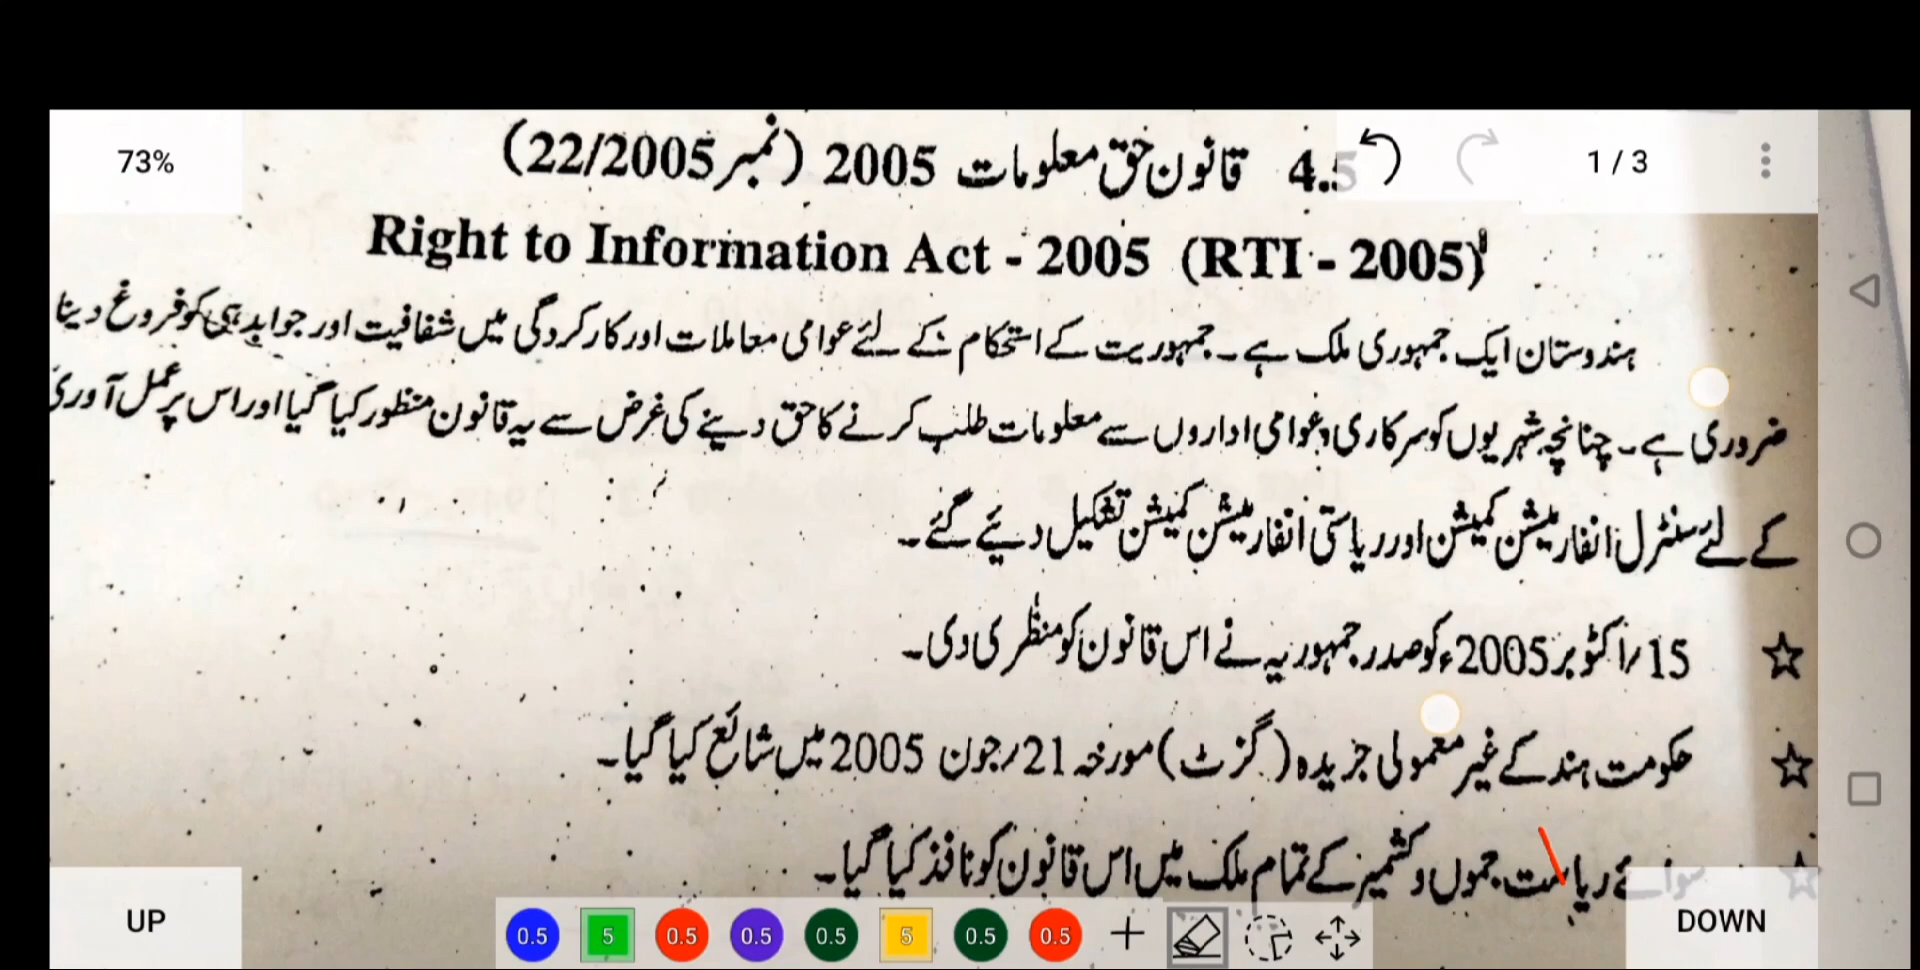 73%
1 / 3
4.5 قانون حق معلومات 2005 (نمبر 22/2005)
Right to Information Act - 2005 (RTI - 2005)
ہندوستان ایک جمہوری ملک ہے۔ جمہوریت کے استحکام کے لئے عوامی معاملات اور کارکردگی میں شفافیت اور جوابدہی کو فروغ دینا
ضروری ہے۔ چنانچہ شہریوں کو سرکاری و عوامی اداروں سے معلومات طلب کرنے کا حق دینے کی غرض سے یہ قانون منظور کیا گیا اور اس پر عمل آوری
کے لئے سنٹرل انفارمیشن کمیشن اور ریاستی انفارمیشن کمیشن تشکیل دیئے گئے۔
☆ 15/اکٹوبر 2005ء کو صدر جمہوریہ نے اس قانون کو منظری دی۔
☆ حکومت ہند کے غیر معمولی جریدہ (گزٹ) مورخہ 21/جون 2005 میں شائع کیا گیا۔
☆ سوائے ریاست جموں و کشمیر کے تمام ملک میں اس قانون کو نافذ کیا گیا۔
UP
0.5 5 0.5 0.5 0.5 5 0.5 0.5
DOWN